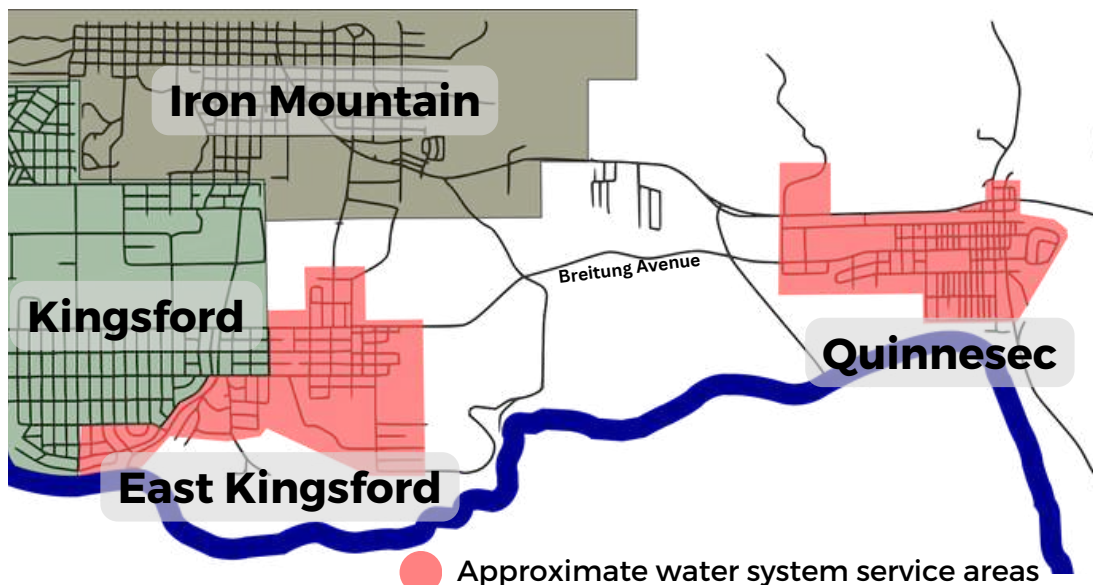 Iron Mountain
Breitung Avenue
Kingsford
Quinnesec
East Kingsford
Approximate water system service areas